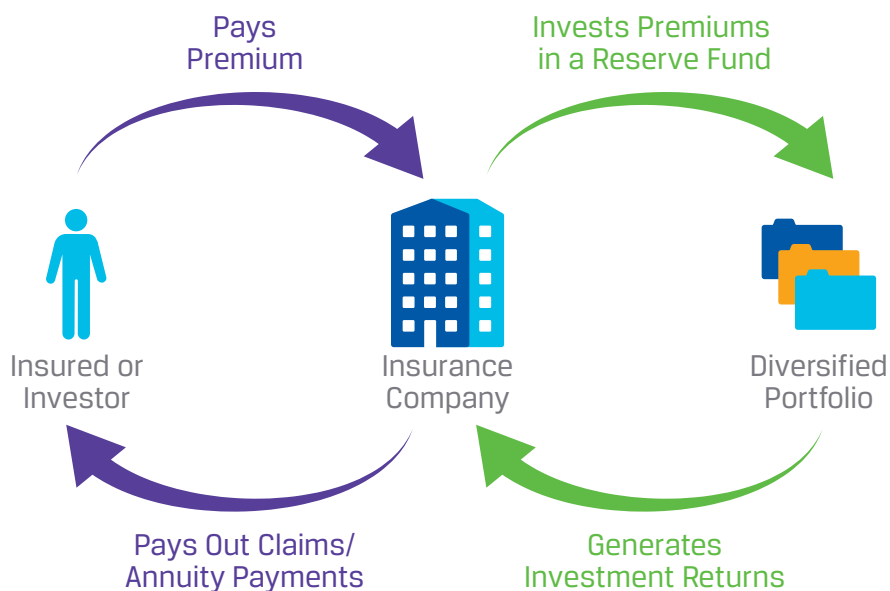 Pays
Premium
Invests Premiums
in a Reserve Fund
Insured or
Investor
Insurance
Company
Diversified
Portfolio
Pays Out Claims/
Annuity Payments
Generates
Investment Returns